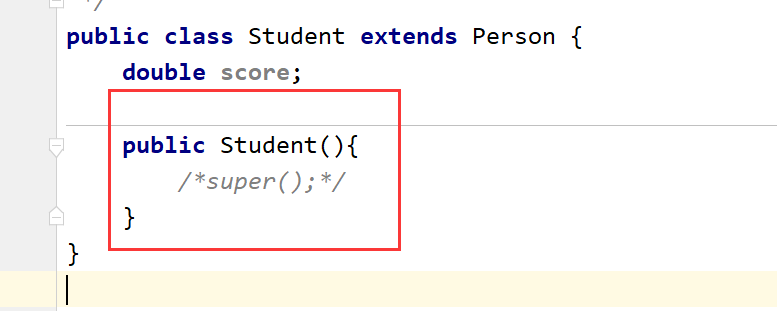 */
public class Student extends Person {
double score;
public Student(){
/*super();*/
}
}